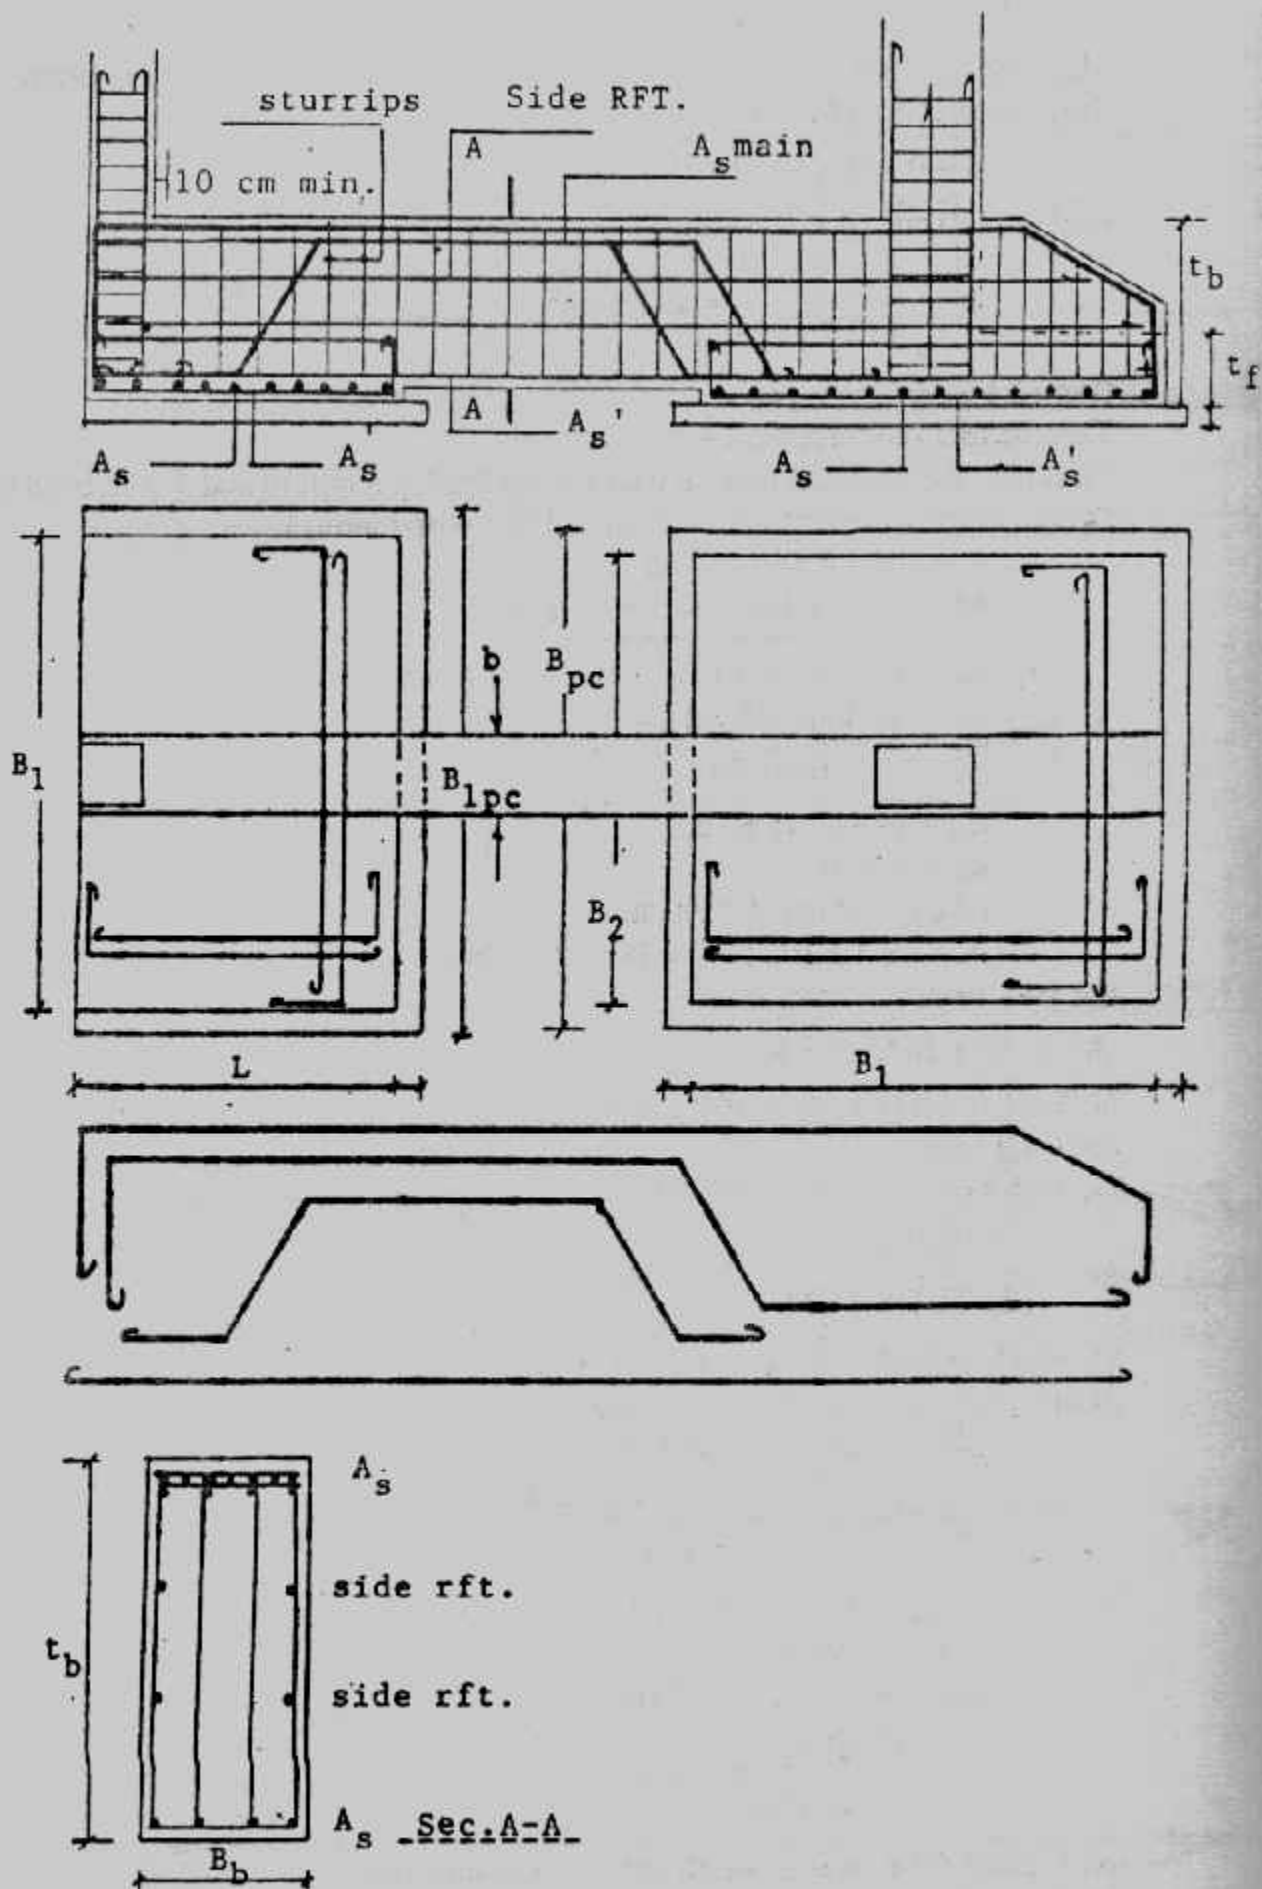 sturrips Side RFT.
A A_s main
10 cm min.
t_b
t_f
A A_s'
A_s A_s A_s A_s'
b B_pc
B_1 B_1pc
B_2
L B_1
A_s
side rft.
t_b
side rft.
A_s Sec.A-A
B_b